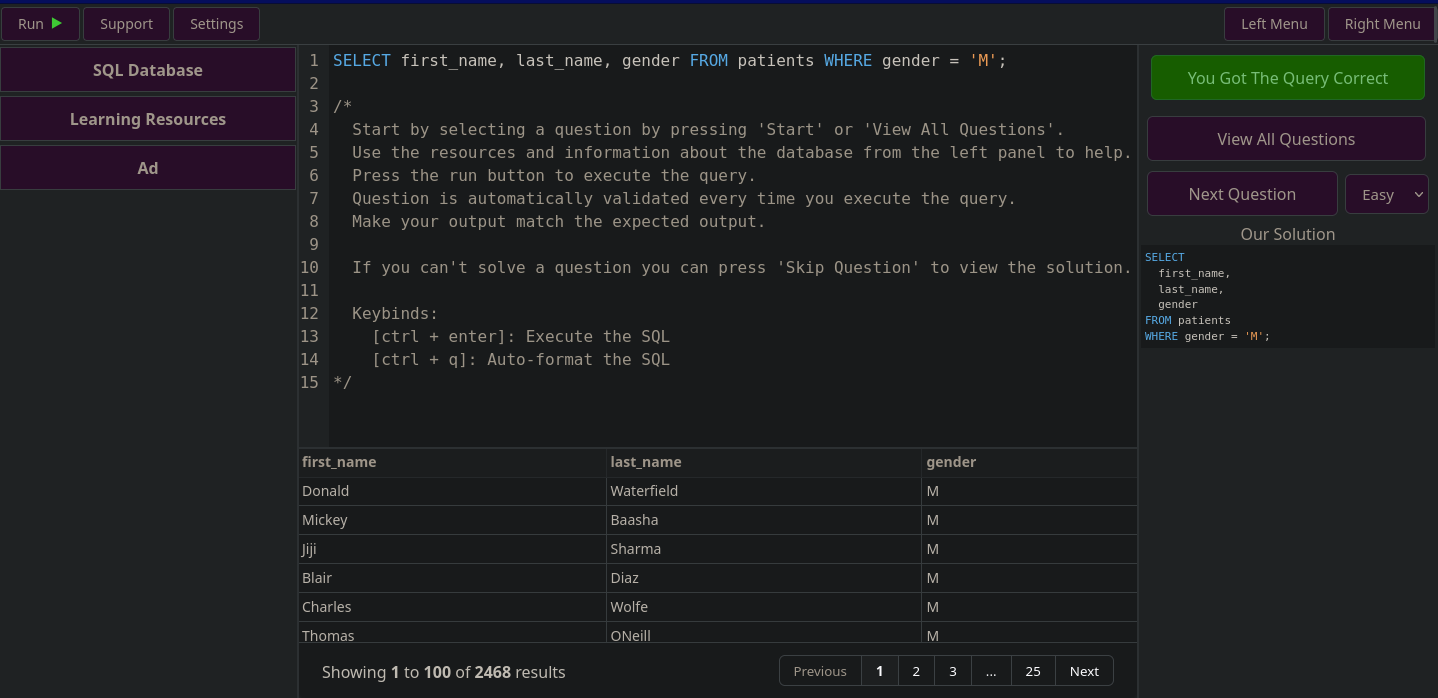 Run
Support
Settings
Left Menu
Right Menu
SQL Database
Learning Resources
Ad
1 SELECT first_name, last_name, gender FROM patients WHERE gender = 'M';
2
3 /*
4 Start by selecting a question by pressing 'Start' or 'View All Questions'.
5 Use the resources and information about the database from the left panel to help.
6 Press the run button to execute the query.
7 Question is automatically validated every time you execute the query.
8 Make your output match the expected output.
9
10 If you can't solve a question you can press 'Skip Question' to view the solution.
11
12 Keybinds:
13 [ctrl + enter]: Execute the SQL
14 [ctrl + q]: Auto-format the SQL
15 */
first_name last_name gender
Donald Waterfield M
Mickey Baasha M
Jiji Sharma M
Blair Diaz M
Charles Wolfe M
Thomas ONeill M
Showing 1 to 100 of 2468 results
Previous 1 2 3 ... 25 Next
You Got The Query Correct
View All Questions
Next Question
Easy
Our Solution
SELECT
first_name,
last_name,
gender
FROM patients
WHERE gender = 'M';